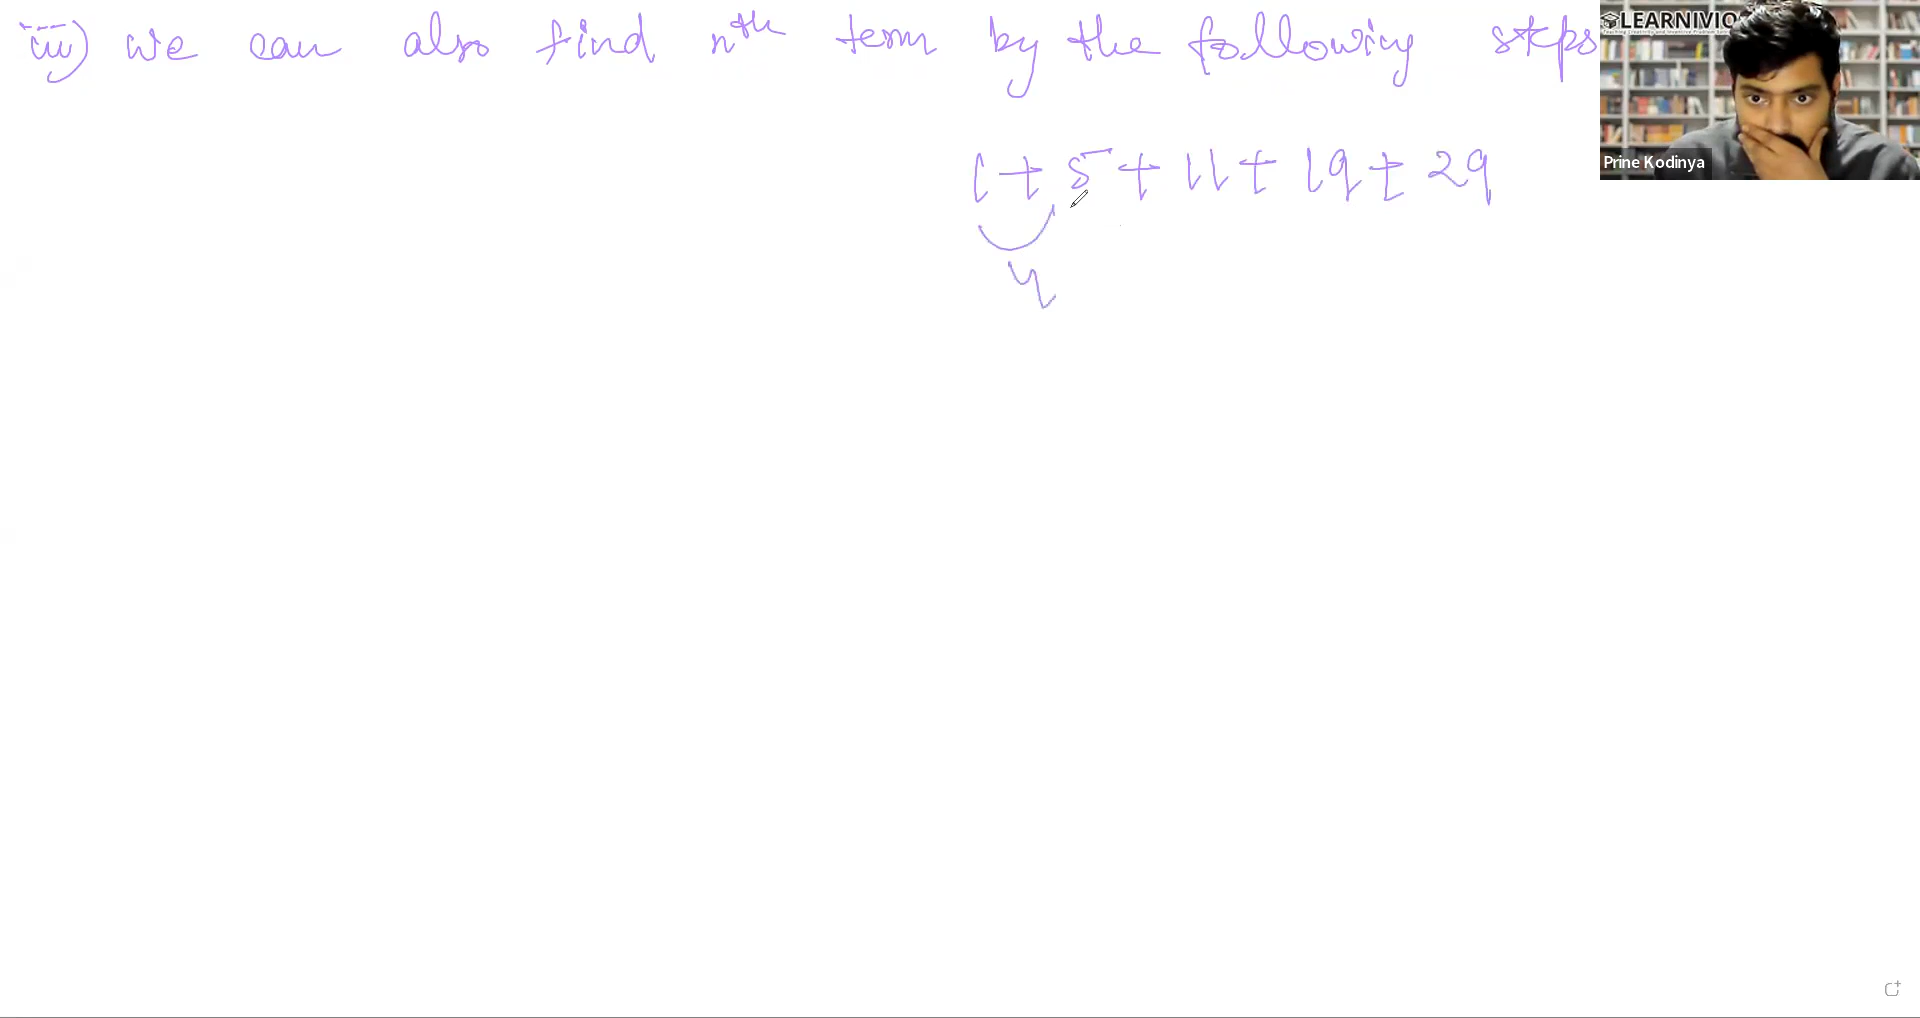 iii) we can also find nth term by the following steps
LEARNIVIO
Prine Kodinya
1 + 5 + 11 + 19 + 29
4